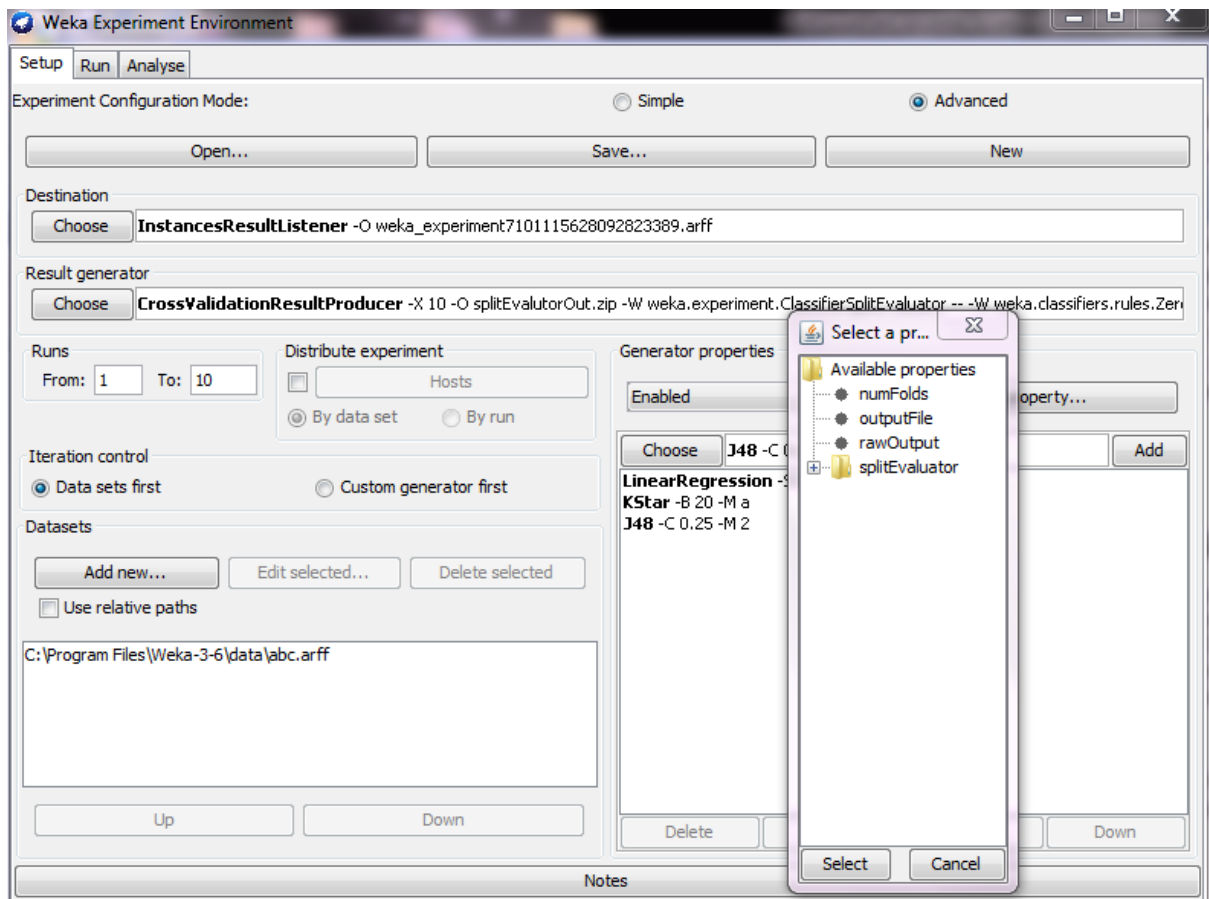 Weka Experiment Environment
Setup Run Analyse
Experiment Configuration Mode: Simple Advanced
Open... Save... New
Destination
Choose InstancesResultListener -O weka_experiment7101115628092823389.arff
Result generator
Choose CrossValidationResultProducer -X 10 -O splitEvalutorOut.zip -W weka.experiment.ClassifierSplitEvaluator -- -W weka.classifiers.rules.Zer
Runs
From: 1 To: 10
Distribute experiment
Hosts
By data set By run
Iteration control
Data sets first Custom generator first
Datasets
Add new... Edit selected... Delete selected
Use relative paths
C:\Program Files\Weka-3-6\data\abc.arff
Up Down
Generator properties
Enabled operty...
Choose J48 -C 0 Add
LinearRegression -S
KStar -B 20 -M a
J48 -C 0.25 -M 2
Delete Down
Select a pr...
Available properties
numFolds
outputFile
rawOutput
splitEvaluator
Select Cancel
Notes